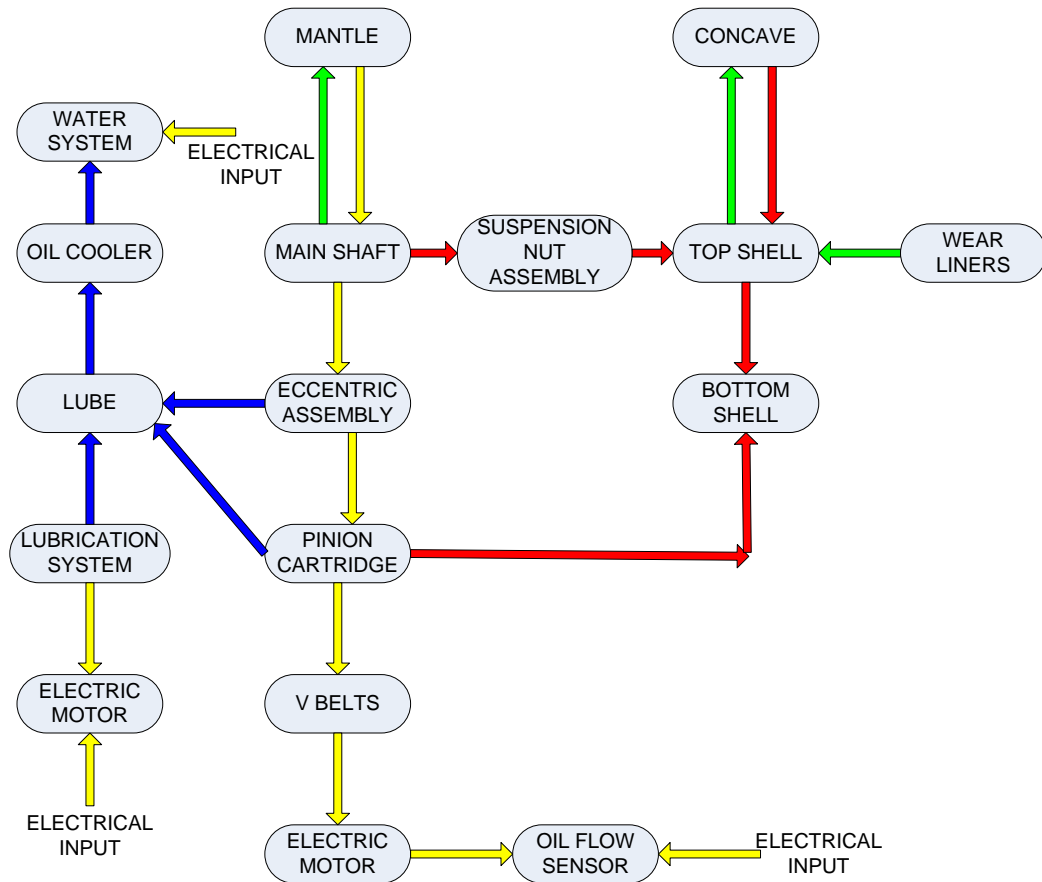 MANTLE
CONCAVE
WATER
SYSTEM
ELECTRICAL
INPUT
OIL COOLER
MAIN SHAFT
SUSPENSION
NUT
ASSEMBLY
TOP SHELL
WEAR
LINERS
LUBE
ECCENTRIC
ASSEMBLY
BOTTOM
SHELL
LUBRICATION
SYSTEM
PINION
CARTRIDGE
ELECTRIC
MOTOR
V BELTS
ELECTRICAL
INPUT
ELECTRIC
MOTOR
OIL FLOW
SENSOR
ELECTRICAL
INPUT